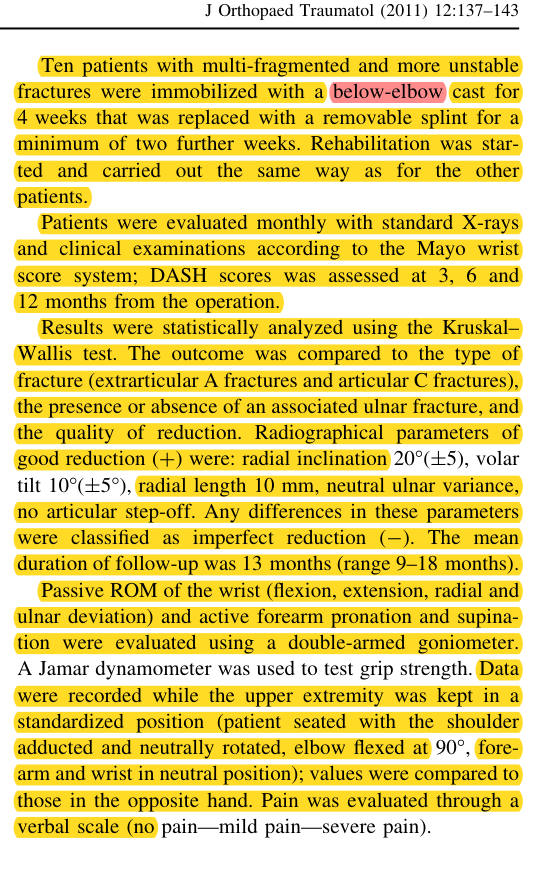 J Orthopaed Traumatol (2011) 12:137–143
Ten patients with multi-fragmented and more unstable
fractures were immobilized with a below-elbow cast for
4 weeks that was replaced with a removable splint for a
minimum of two further weeks. Rehabilitation was star-
ted and carried out the same way as for the other
patients.
Patients were evaluated monthly with standard X-rays
and clinical examinations according to the Mayo wrist
score system; DASH scores was assessed at 3, 6 and
12 months from the operation.
Results were statistically analyzed using the Kruskal–
Wallis test. The outcome was compared to the type of
fracture (extrarticular A fractures and articular C fractures),
the presence or absence of an associated ulnar fracture, and
the quality of reduction. Radiographical parameters of
good reduction (+) were: radial inclination 20°(±5), volar
tilt 10°(±5°), radial length 10 mm, neutral ulnar variance,
no articular step-off. Any differences in these parameters
were classified as imperfect reduction (−). The mean
duration of follow-up was 13 months (range 9–18 months).
Passive ROM of the wrist (flexion, extension, radial and
ulnar deviation) and active forearm pronation and supina-
tion were evaluated using a double-armed goniometer.
A Jamar dynamometer was used to test grip strength. Data
were recorded while the upper extremity was kept in a
standardized position (patient seated with the shoulder
adducted and neutrally rotated, elbow flexed at 90°, fore-
arm and wrist in neutral position); values were compared to
those in the opposite hand. Pain was evaluated through a
verbal scale (no pain—mild pain—severe pain).